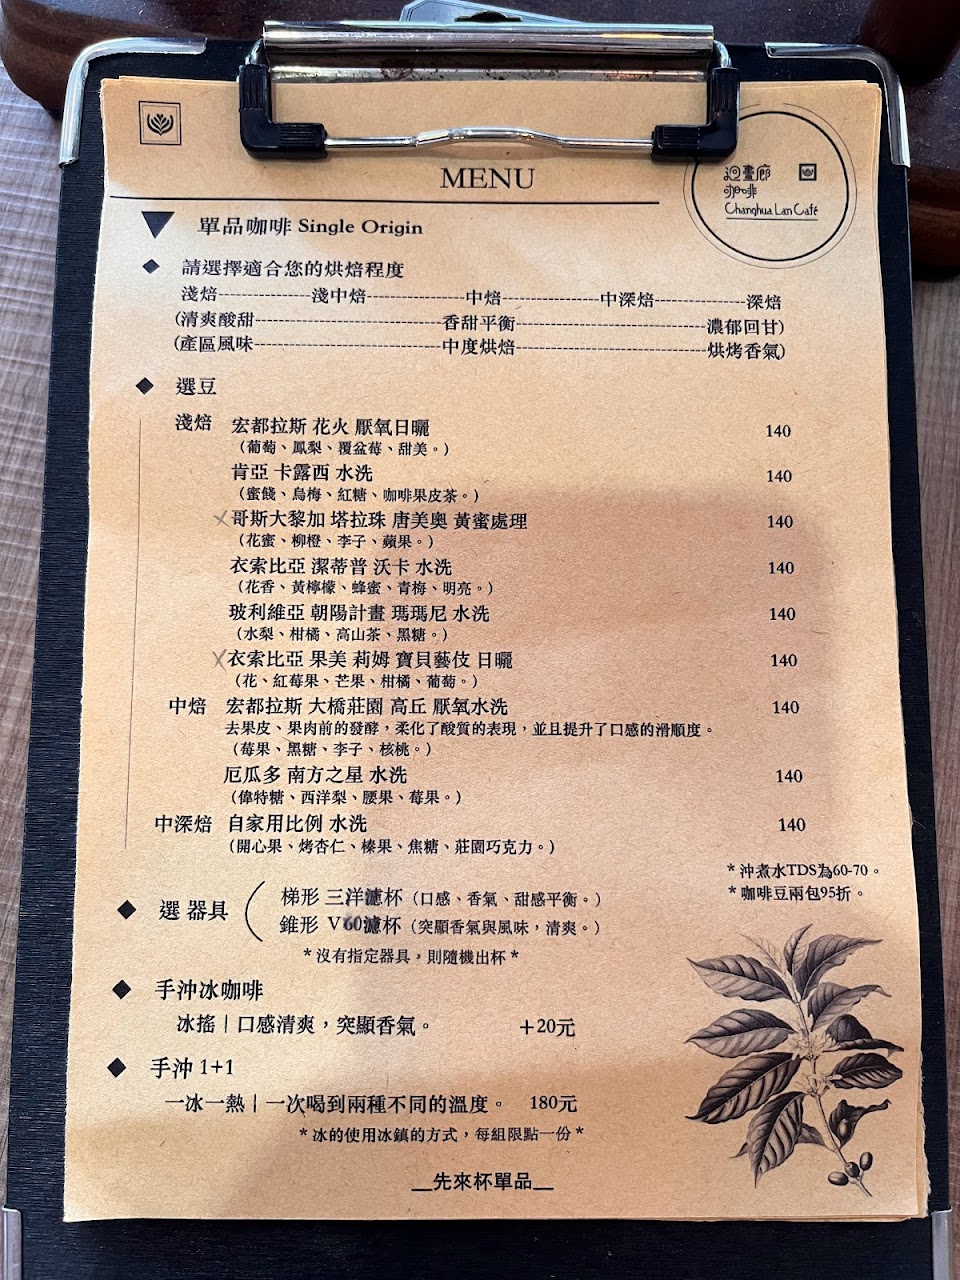 MENU
迴畫廊
咖啡
Changhua Lan Café
單品咖啡 Single Origin
請選擇適合您的烘焙程度
淺焙---------------淺中焙----------------中焙----------------中深焙---------------深焙
(清爽酸甜------------------------------香甜平衡------------------------------濃郁回甘)
(產區風味------------------------------中度烘焙------------------------------烘烤香氣)
選豆
淺焙 宏都拉斯 花火 厭氧日曬 140
(葡萄、鳳梨、覆盆莓、甜美。)
肯亞 卡露西 水洗 140
(蜜餞、烏梅、紅糖、咖啡果皮茶。)
哥斯大黎加 塔拉珠 唐美奧 黃蜜處理 140
(花蜜、柳橙、李子、蘋果。)
衣索比亞 潔蒂普 沃卡 水洗 140
(花香、黃檸檬、蜂蜜、青梅、明亮。)
玻利維亞 朝陽計畫 瑪瑪尼 水洗 140
(水梨、柑橘、高山茶、黑糖。)
衣索比亞 果美 莉姆 寶貝藝伎 日曬 140
(花、紅莓果、芒果、柑橘、葡萄。)
中焙 宏都拉斯 大橋莊園 高丘 厭氧水洗 140
去果皮、果肉前的發酵，柔化了酸質的表現，並且提升了口感的滑順度。
(莓果、黑糖、李子、核桃。)
厄瓜多 南方之星 水洗 140
(偉特糖、西洋梨、腰果、莓果。)
中深焙 自家用比例 水洗 140
(開心果、烤杏仁、榛果、焦糖、莊園巧克力。)
*沖煮水TDS為60-70。
*咖啡豆兩包95折。
選 器具
梯形 三洋濾杯 (口感、香氣、甜感平衡。)
錐形 V60濾杯 (突顯香氣與風味，清爽。)
*沒有指定器具，則隨機出杯*
手沖冰咖啡
冰搖｜口感清爽，突顯香氣。 +20元
手沖 1+1
一冰一熱｜一次喝到兩種不同的溫度。 180元
*冰的使用冰鎮的方式，每組限點一份*
__先來杯單品__